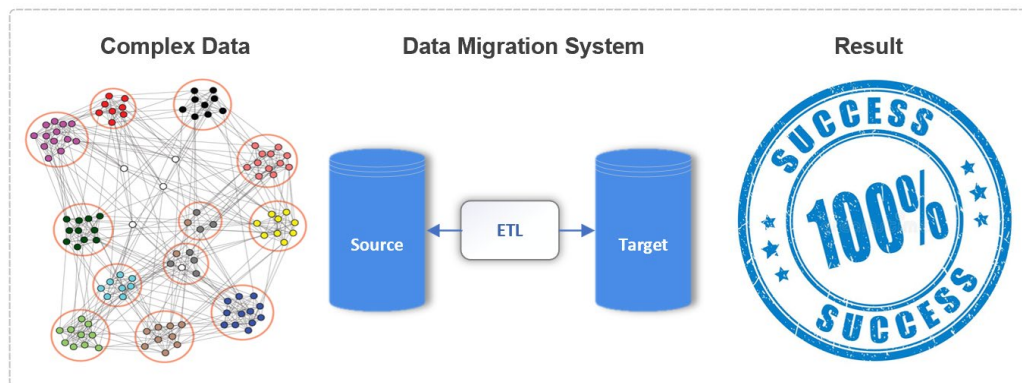 Complex Data
Data Migration System
Result
Source
ETL
Target
SUCCESS
100%
SUCCESS